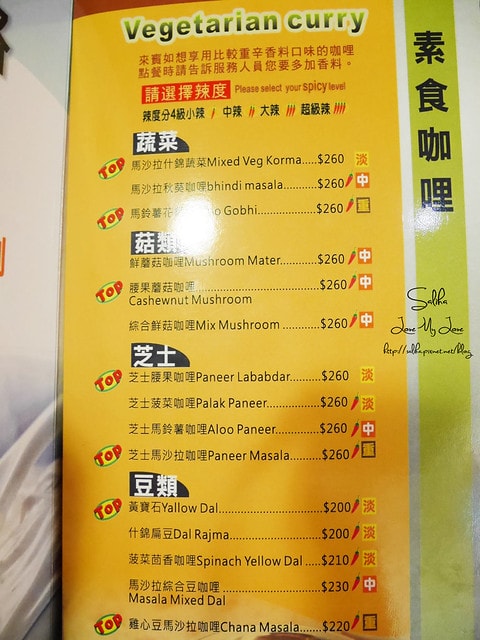 Vegetarian curry
來賓如想享用比較重辛香料口味的咖哩
點餐時請告訴服務人員您要多加香料。
請選擇辣度 Please select your spicy level
辣度分4級小辣 中辣 大辣 超級辣
蔬菜
Top 馬沙拉什錦蔬菜Mixed Veg Korma.....$260 淡
馬沙拉秋葵咖哩bhindi masala..........$260 中
Top 馬鈴薯花 Gobhi................$260 重
菇類
鮮蘑菇咖哩Mushroom Mater............$260 中
Top 腰果蘑菇咖哩........................................$260 中
Cashewnut Mushroom
綜合鮮菇咖哩Mix Mushroom ............$260 中
芝士
Top 芝士腰果咖哩Paneer Lababdar..........$260 淡
芝士菠菜咖哩Palak Paneer................$260 淡
芝士馬鈴薯咖哩Aloo Paneer..............$260 中
Top 芝士馬沙拉咖哩Paneer Masala.........$260 重
豆類
Top 黃寶石Yallow Dal..............................$200 淡
什錦扁豆Dal Rajma...........................$200 淡
菠菜茴香咖哩Spinach Yellow Dal .....$210 淡
馬沙拉綜合豆咖哩 ..............................$230 中
Masala Mixed Dal
Top 雞心豆馬沙拉咖哩Chana Masala.......$220 重
素食咖哩
Saliha
Love My Love
http://saliha.pixnet.net/blog